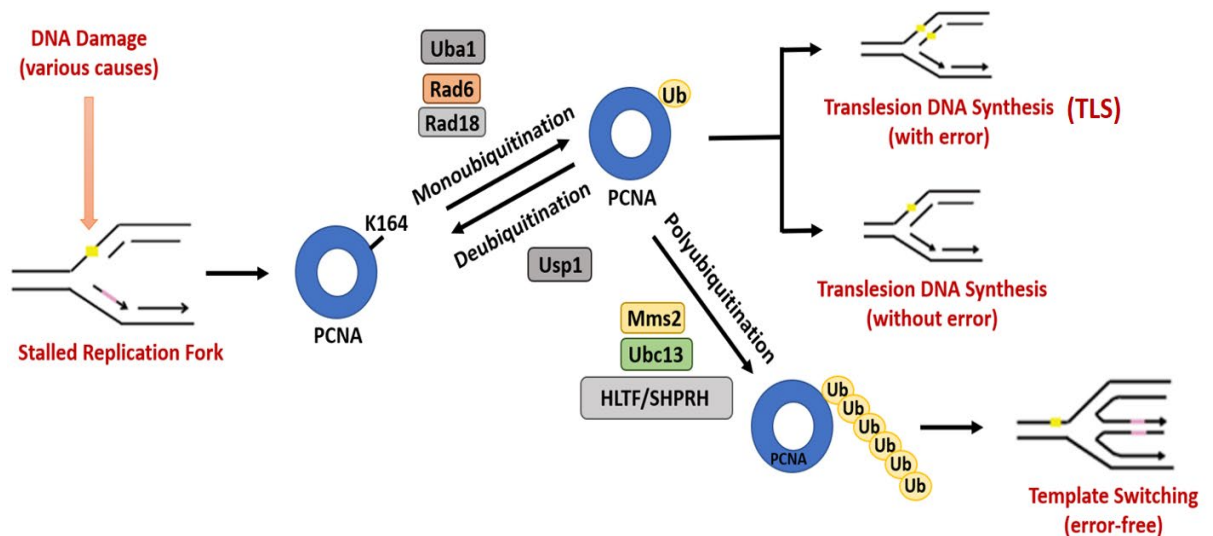 DNA Damage
(various causes)
Stalled Replication Fork
K164
PCNA
Uba1
Rad6
Rad18
Monoubiquitination
Deubiquitination
Usp1
Ub
PCNA
Polyubiquitination
Mms2
Ubc13
HLTF/SHPRH
PCNA
Ub
Ub
Ub
Ub
Ub
Ub
Translesion DNA Synthesis (TLS)
(with error)
Translesion DNA Synthesis
(without error)
Template Switching
(error-free)